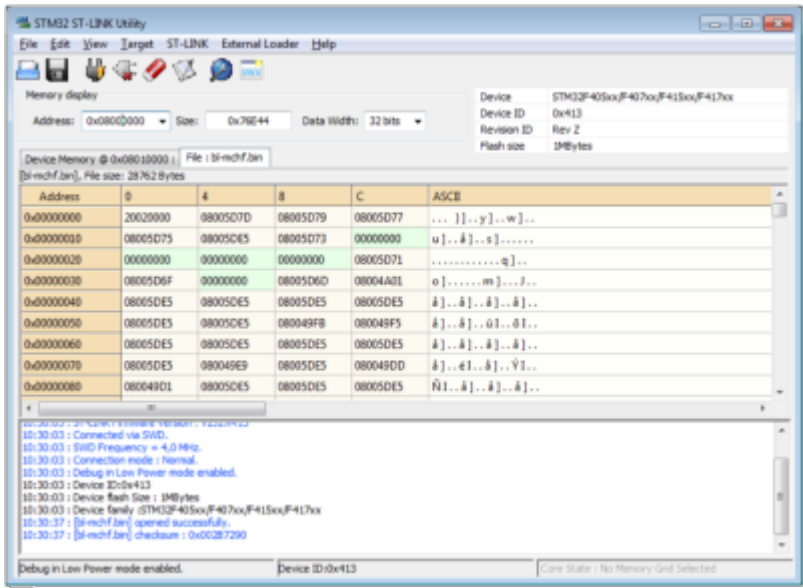 STM32 ST-LINK Utility
File Edit View Target ST-LINK External Loader Help
Memory display
Address: 0x08000000 Size: 0x76E44 Data Width: 32 bits
Device STM32F405xx/F407xx/F415xx/F417xx
Device ID 0x413
Revision ID Rev Z
Flash size 1MBytes
Device Memory @ 0x08010000 : File : bl-mchf.bin
[bl-mchf.bin], File size: 28762 Bytes
Address 0 4 8 C ASCII
0x00000000 20020000 08005D7D 08005D79 08005D77 ... }]..y]..w]..
0x00000010 08005D75 08005DE5 08005D73 00000000 u]..å]..s]......
0x00000020 00000000 00000000 00000000 08005D71 ............q]..
0x00000030 08005D6F 00000000 08005D6D 08004A01 o]......m]...J..
0x00000040 08005DE5 08005DE5 08005DE5 08005DE5 å]..å]..å]..å]..
0x00000050 08005DE5 08005DE5 080049FB 080049F5 å]..å]..ûI..õI..
0x00000060 08005DE5 08005DE5 08005DE5 08005DE5 å]..å]..å]..å]..
0x00000070 08005DE5 080049E9 08005DE5 080049DD å]..éI..å]..ÝI..
0x00000080 080049D1 08005DE5 08005DE5 08005DE5 ÑI..å]..å]..å]..
10:30:03 : Connected via SWD.
10:30:03 : SWD Frequency = 4,0 MHz.
10:30:03 : Connection mode : Normal.
10:30:03 : Debug in Low Power mode enabled.
10:30:03 : Device ID:0x413
10:30:03 : Device flash Size : 1MBytes
10:30:03 : Device family :STM32F405xx/F407xx/F415xx/F417xx
10:30:37 : [bl-mchf.bin] opened successfully.
10:30:37 : [bl-mchf.bin] checksum : 0x002B7290
Debug in Low Power mode enabled. Device ID:0x413 Core State : No Memory Grid Selected